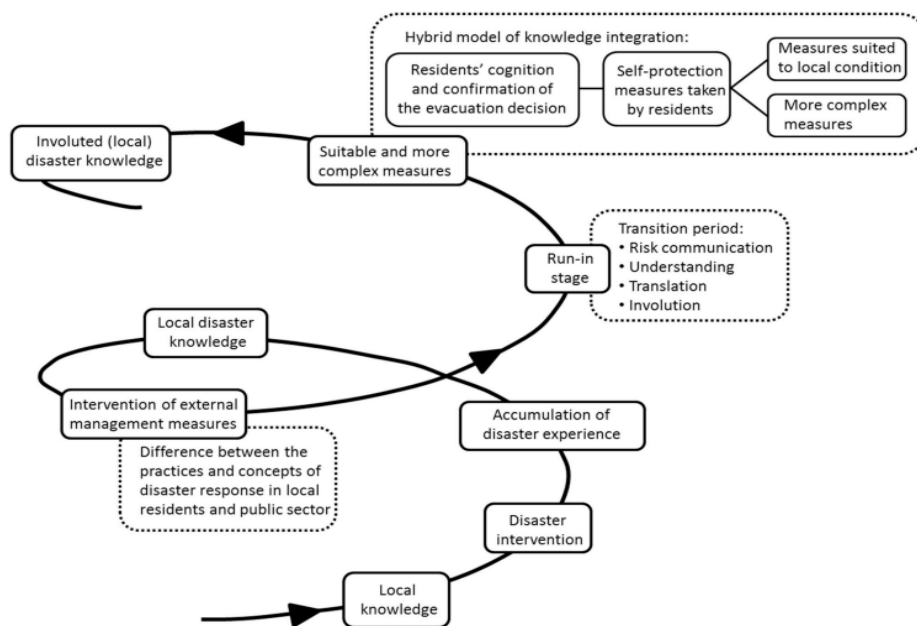 Hybrid model of knowledge integration:
Residents' cognition
and confirmation of
the evacuation decision
Self-protection
measures taken
by residents
Measures suited
to local condition
More complex
measures
Involuted (local)
disaster knowledge
Suitable and more
complex measures
Run-in
stage
Transition period:
• Risk communication
• Understanding
• Translation
• Involution
Local disaster
knowledge
Intervention of external
management measures
Difference between the
practices and concepts of
disaster response in local
residents and public sector
Accumulation of
disaster experience
Disaster
intervention
Local
knowledge